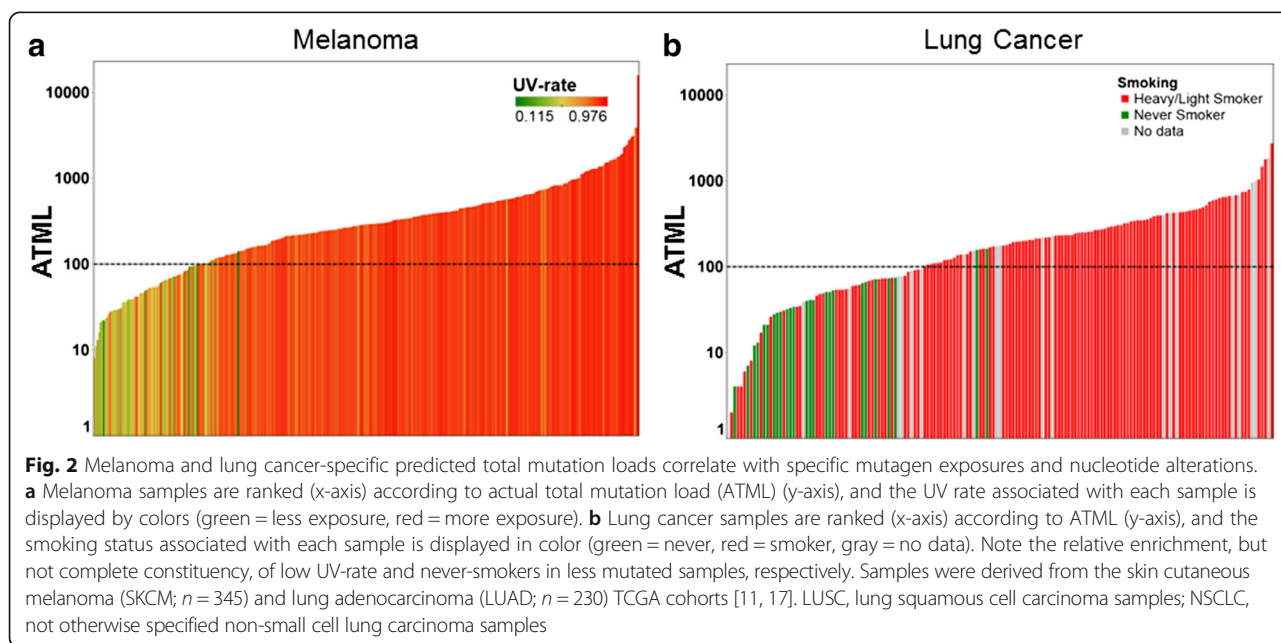 a
Melanoma
UV-rate
0.115 0.976
ATML
10000
1000
100
10
1
b
Lung Cancer
Smoking
Heavy/Light Smoker
Never Smoker
No data
ATML
10000
1000
100
10
1
Fig. 2 Melanoma and lung cancer-specific predicted total mutation loads correlate with specific mutagen exposures and nucleotide alterations.
a Melanoma samples are ranked (x-axis) according to actual total mutation load (ATML) (y-axis), and the UV rate associated with each sample is
displayed by colors (green = less exposure, red = more exposure). b Lung cancer samples are ranked (x-axis) according to ATML (y-axis), and the
smoking status associated with each sample is displayed in color (green = never, red = smoker, gray = no data). Note the relative enrichment, but
not complete constituency, of low UV-rate and never-smokers in less mutated samples, respectively. Samples were derived from the skin cutaneous
melanoma (SKCM; n = 345) and lung adenocarcinoma (LUAD; n = 230) TCGA cohorts [11, 17]. LUSC, lung squamous cell carcinoma samples; NSCLC,
not otherwise specified non-small cell lung carcinoma samples